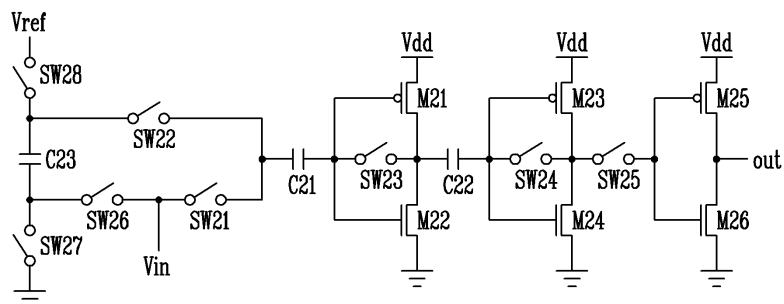 Vref
Vdd
Vdd
Vdd
SW28
M21
M23
M25
SW22
C23
C21
SW23
C22
SW24
SW25
out
SW26
SW21
SW27
M22
M24
M26
Vin